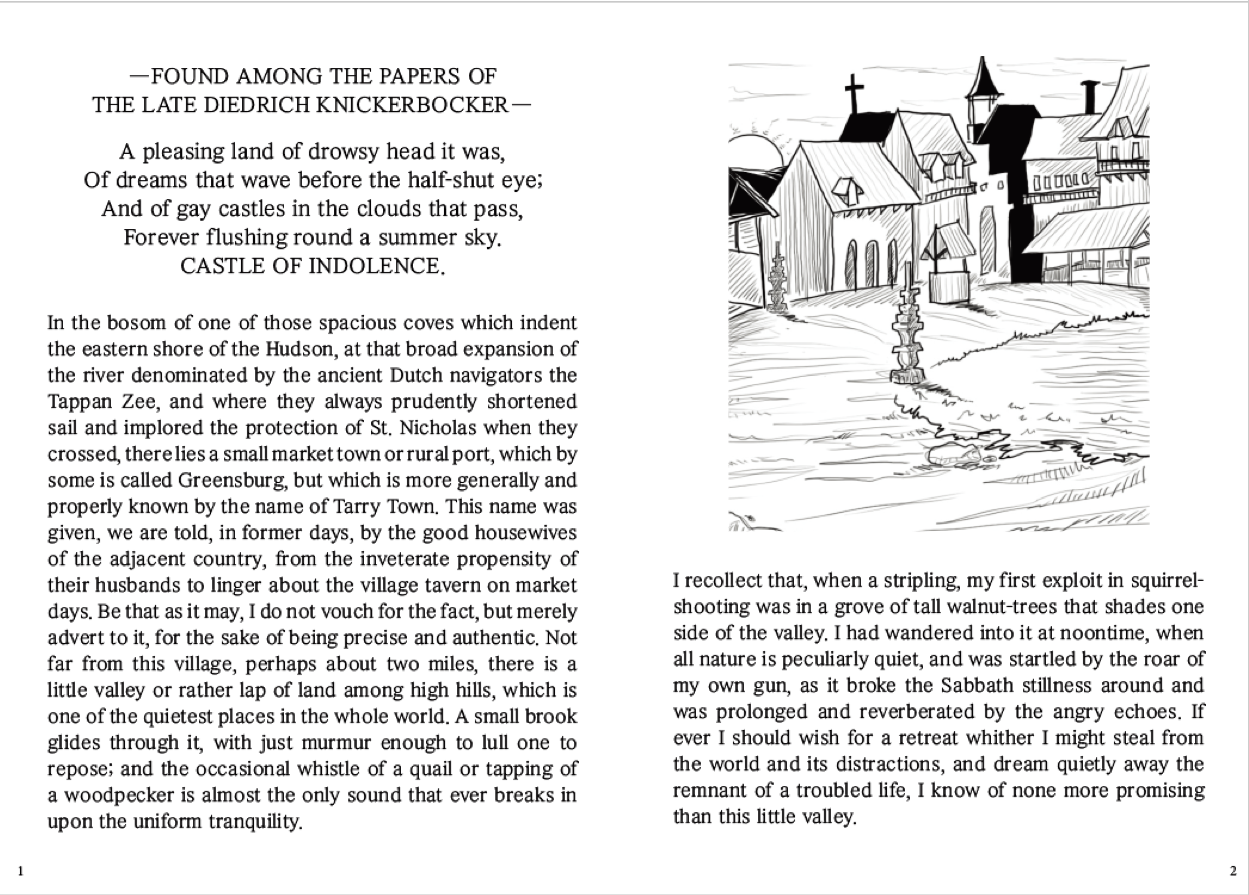 —FOUND AMONG THE PAPERS OF
THE LATE DIEDRICH KNICKERBOCKER—
A pleasing land of drowsy head it was,
Of dreams that wave before the half-shut eye;
And of gay castles in the clouds that pass,
Forever flushing round a summer sky.
CASTLE OF INDOLENCE.
In the bosom of one of those spacious coves which indent
the eastern shore of the Hudson, at that broad expansion of
the river denominated by the ancient Dutch navigators the
Tappan Zee, and where they always prudently shortened
sail and implored the protection of St. Nicholas when they
crossed, there lies a small market town or rural port, which by
some is called Greensburg, but which is more generally and
properly known by the name of Tarry Town. This name was
given, we are told, in former days, by the good housewives
of the adjacent country, from the inveterate propensity of
their husbands to linger about the village tavern on market
days. Be that as it may, I do not vouch for the fact, but merely
advert to it, for the sake of being precise and authentic. Not
far from this village, perhaps about two miles, there is a
little valley or rather lap of land among high hills, which is
one of the quietest places in the whole world. A small brook
glides through it, with just murmur enough to lull one to
repose; and the occasional whistle of a quail or tapping of
a woodpecker is almost the only sound that ever breaks in
upon the uniform tranquility.
1
I recollect that, when a stripling, my first exploit in squirrel-
shooting was in a grove of tall walnut-trees that shades one
side of the valley. I had wandered into it at noontime, when
all nature is peculiarly quiet, and was startled by the roar of
my own gun, as it broke the Sabbath stillness around and
was prolonged and reverberated by the angry echoes. If
ever I should wish for a retreat whither I might steal from
the world and its distractions, and dream quietly away the
remnant of a troubled life, I know of none more promising
than this little valley.
2